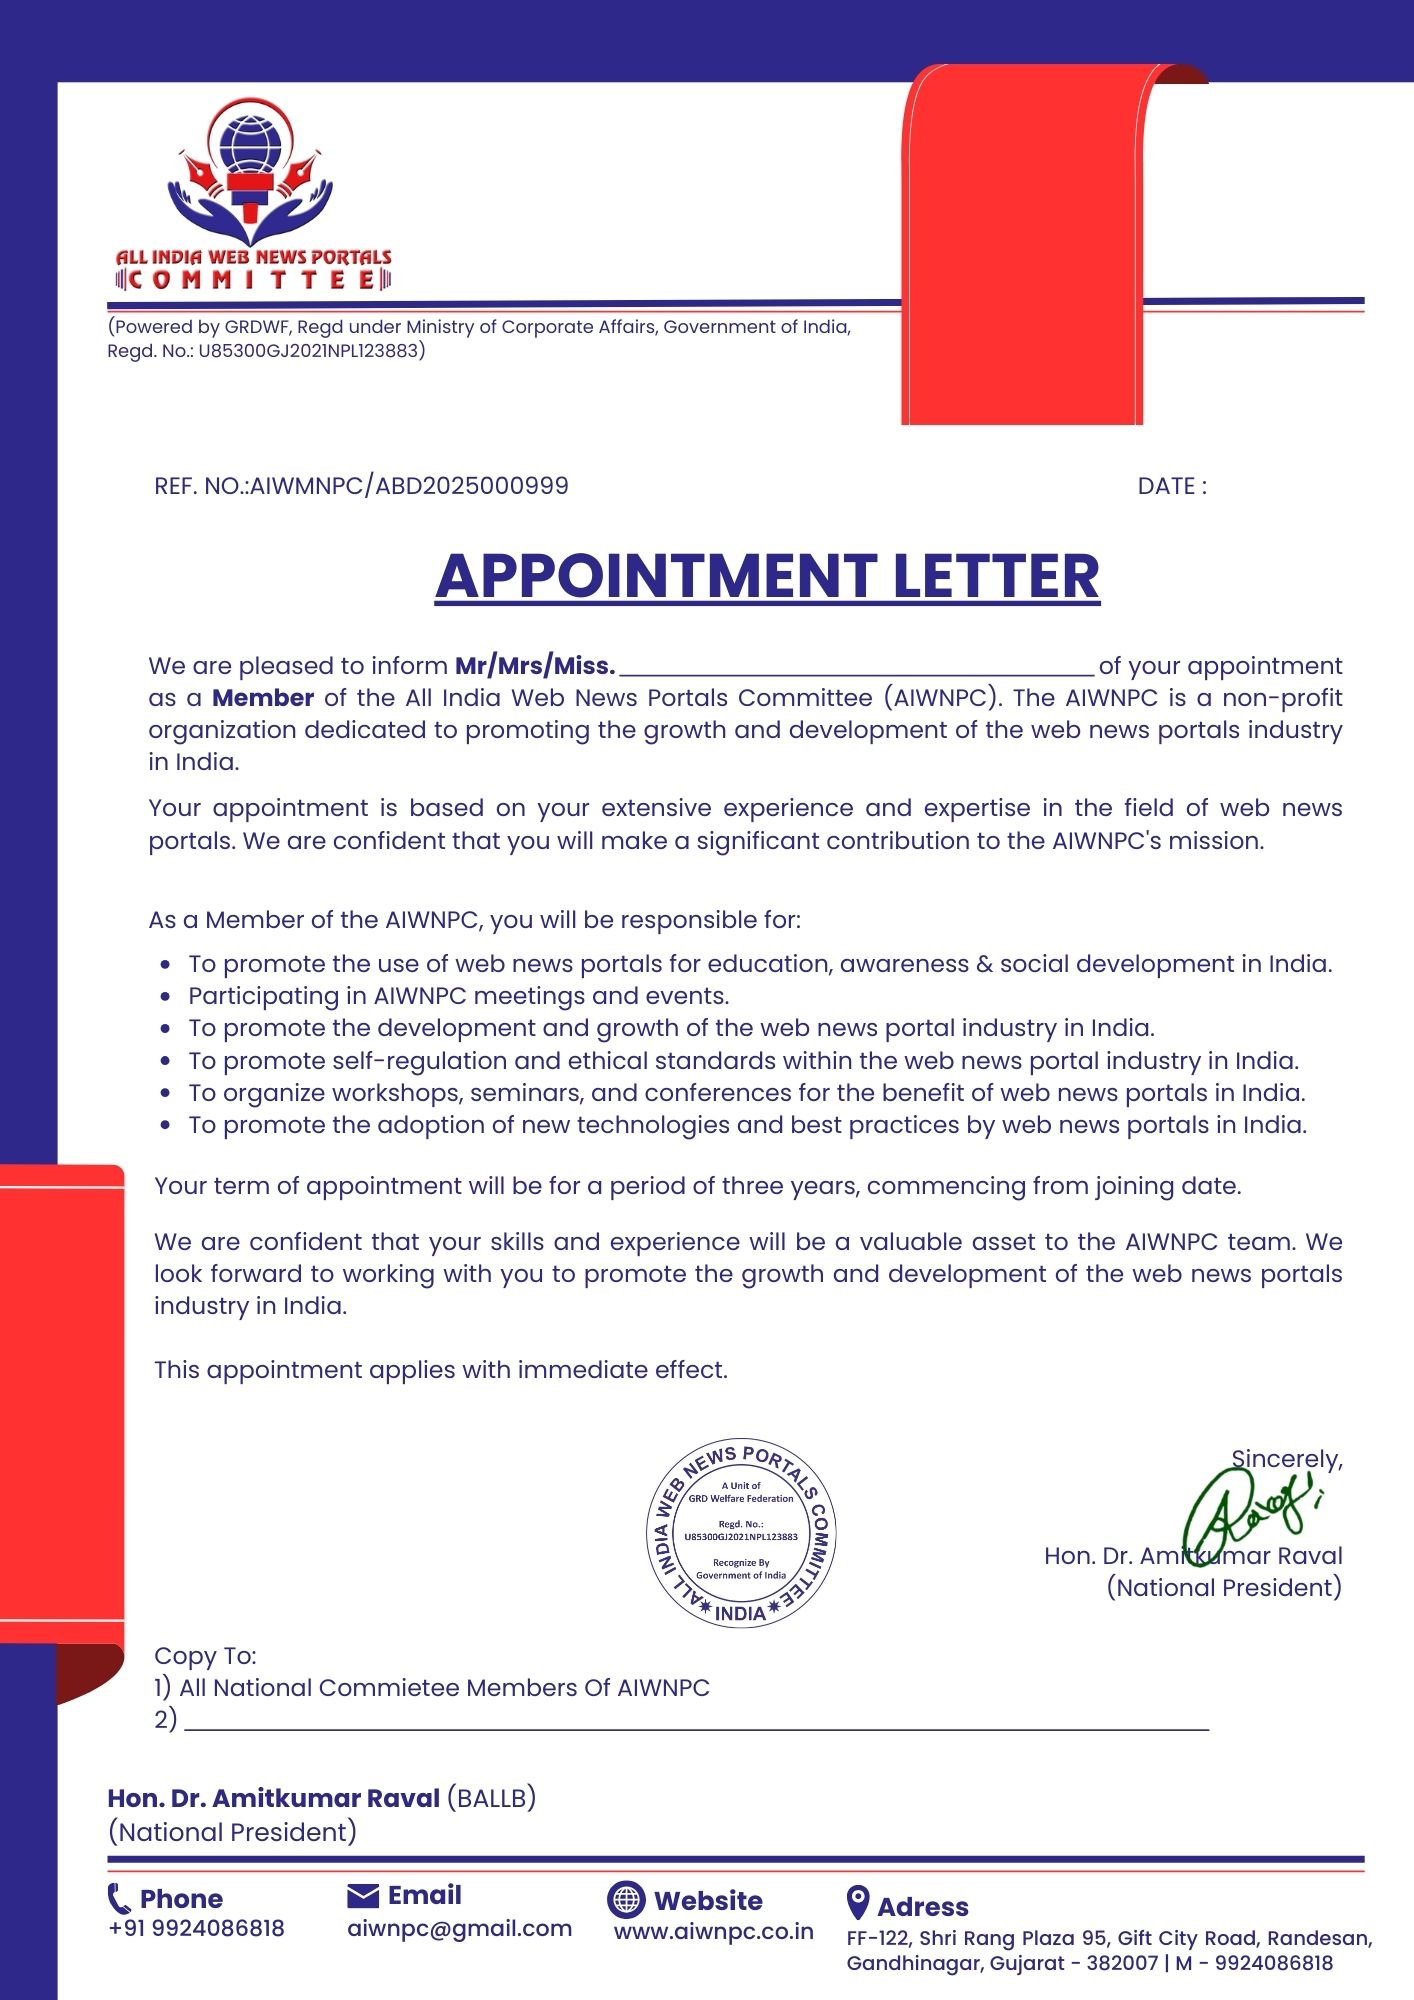 ALL INDIA WEB NEWS PORTALS
COMMITTEE
(Powered by GRDWF, Regd under Ministry of Corporate Affairs, Government of India,
Regd. No.: U85300GJ2021NPL123883)
REF. NO.:AIWMNPC/ABD2025000999
DATE :
APPOINTMENT LETTER
We are pleased to inform Mr/Mrs/Miss. of your appointment
as a Member of the All India Web News Portals Committee (AIWNPC). The AIWNPC is a non-profit
organization dedicated to promoting the growth and development of the web news portals industry
in India.
Your appointment is based on your extensive experience and expertise in the field of web news
portals. We are confident that you will make a significant contribution to the AIWNPC's mission.
As a Member of the AIWNPC, you will be responsible for:
• To promote the use of web news portals for education, awareness & social development in India.
• Participating in AIWNPC meetings and events.
• To promote the development and growth of the web news portal industry in India.
• To promote self-regulation and ethical standards within the web news portal industry in India.
• To organize workshops, seminars, and conferences for the benefit of web news portals in India.
• To promote the adoption of new technologies and best practices by web news portals in India.
Your term of appointment will be for a period of three years, commencing from joining date.
We are confident that your skills and experience will be a valuable asset to the AIWNPC team. We
look forward to working with you to promote the growth and development of the web news portals
industry in India.
This appointment applies with immediate effect.
ALL INDIA WEB NEWS PORTALS COMMITTEE
A Unit of
GRD Welfare Federation
Regd. No.:
U85300GJ2021NPL123883
Recognize By
Government of India
INDIA
Sincerely,
Raval
Hon. Dr. Amitkumar Raval
(National President)
Copy To:
1) All National Commietee Members Of AIWNPC
2)
Hon. Dr. Amitkumar Raval (BALLB)
(National President)
Phone
+91 9924086818
Email
aiwnpc@gmail.com
Website
www.aiwnpc.co.in
Adress
FF-122, Shri Rang Plaza 95, Gift City Road, Randesan,
Gandhinagar, Gujarat - 382007 | M - 9924086818